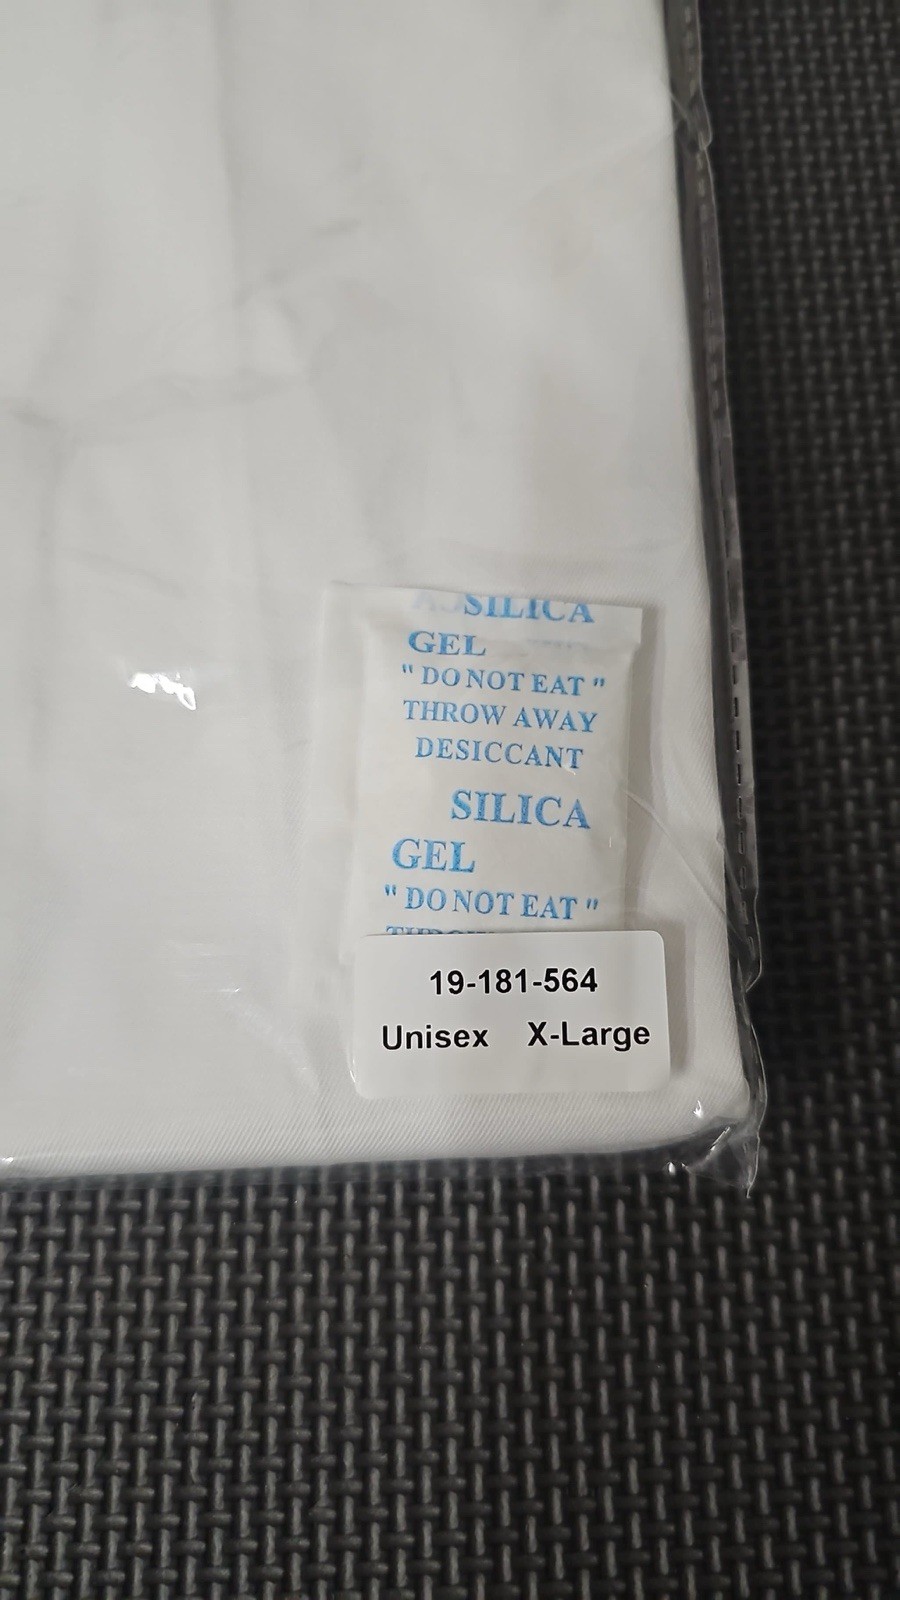 SILICA
GEL
" DO NOT EAT "
THROW AWAY
DESICCANT
SILICA
GEL
" DO NOT EAT "
19-181-564
Unisex X-Large